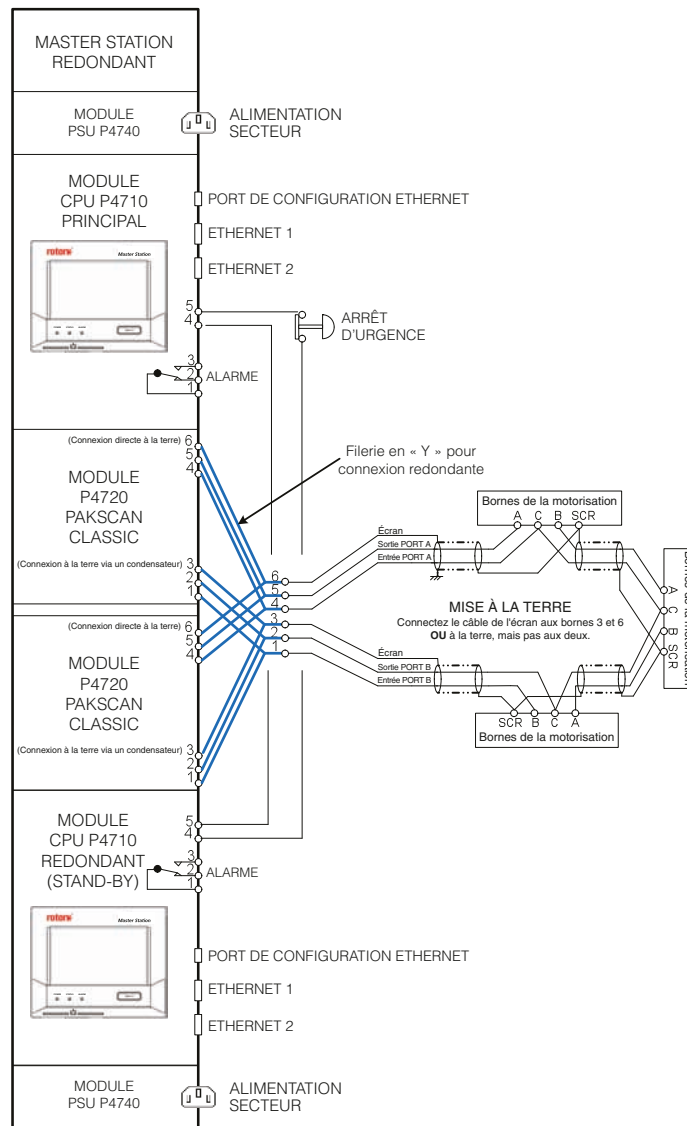 MASTER STATION
REDONDANT
MODULE
PSU P4740
ALIMENTATION
SECTEUR
MODULE
CPU P4710
PRINCIPAL
rotork
Master Station
PORT DE CONFIGURATION ETHERNET
ETHERNET 1
ETHERNET 2
5
4
ARRÊT
D'URGENCE
3
2
1
ALARME
(Connexion directe à la terre) 6
5
4
MODULE
P4720
PAKSCAN
CLASSIC
(Connexion à la terre via un condensateur) 3
2
1
Filerie en « Y » pour
connexion redondante
Bornes de la motorisation
A C B SCR
Écran
Sortie PORT A
Entrée PORT A
6
5
4
3
2
1
MISE À LA TERRE
Connectez le câble de l'écran aux bornes 3 et 6
OU à la terre, mais pas aux deux.
A
C
B
SCR
Bornes de la motorisation
Écran
Sortie PORT B
Entrée PORT B
SCR B C A
Bornes de la motorisation
(Connexion directe à la terre) 6
5
4
MODULE
P4720
PAKSCAN
CLASSIC
(Connexion à la terre via un condensateur) 3
2
1
MODULE
CPU P4710
REDONDANT
(STAND-BY)
5
4
3
2
1
ALARME
rotork
Master Station
PORT DE CONFIGURATION ETHERNET
ETHERNET 1
ETHERNET 2
MODULE
PSU P4740
ALIMENTATION
SECTEUR